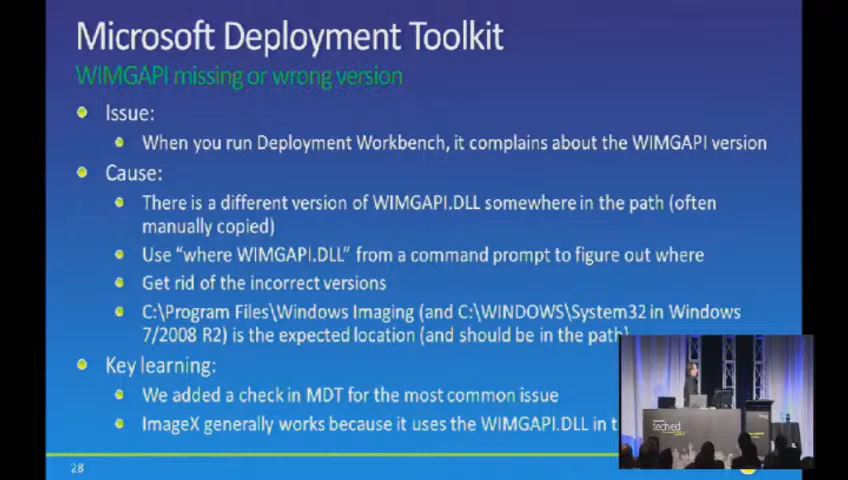 Microsoft Deployment Toolkit
WIMGAPI missing or wrong version
Issue:
When you run Deployment Workbench, it complains about the WIMGAPI version
Cause:
There is a different version of WIMGAPI.DLL somewhere in the path (often
manually copied)
Use "where WIMGAPI.DLL" from a command prompt to figure out where
Get rid of the incorrect versions
C:\Program Files\Windows Imaging (and C:\WINDOWS\System32 in Windows
7/2008 R2) is the expected location (and should be in the path)
Key learning:
We added a check in MDT for the most common issue
ImageX generally works because it uses the WIMGAPI.DLL in
28
tech·ed